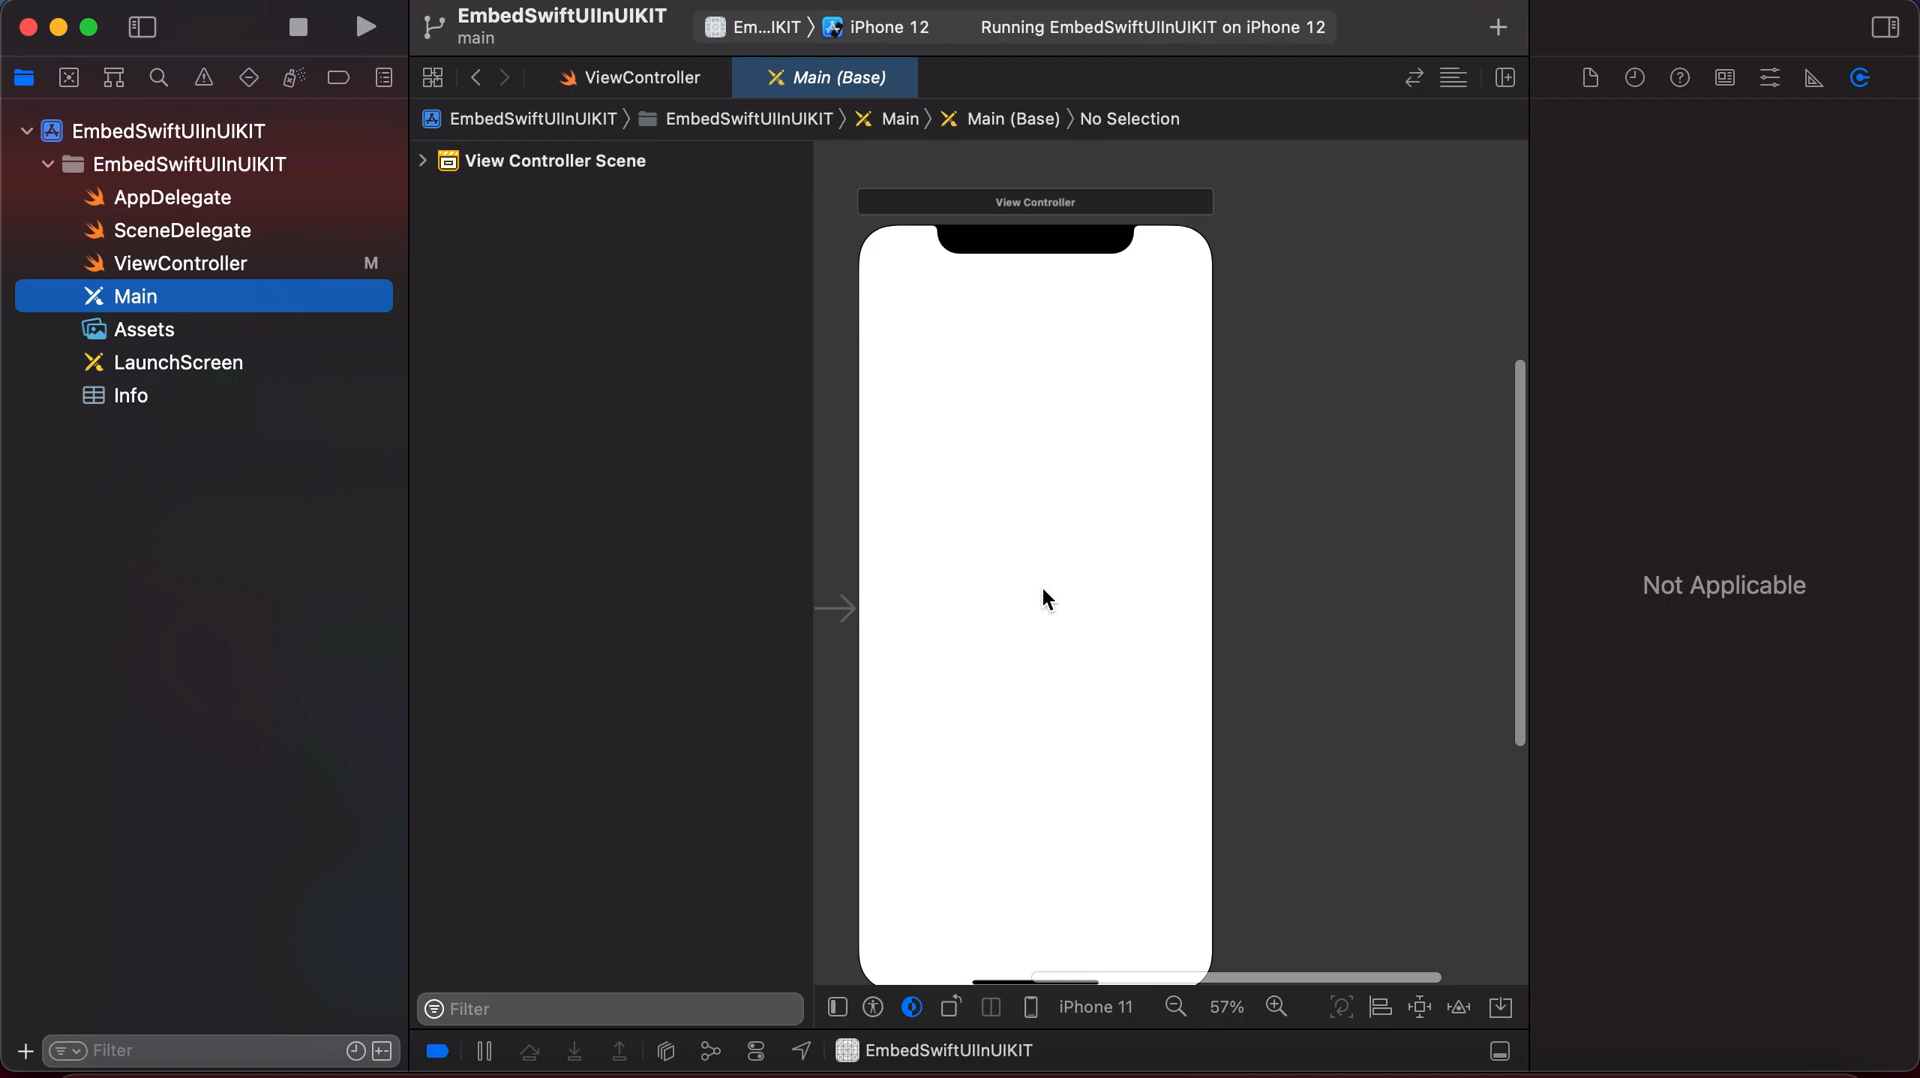 EmbedSwiftUIInUIKIT
main
Em...IKIT
iPhone 12
Running EmbedSwiftUIInUIKIT on iPhone 12
ViewController
Main (Base)
EmbedSwiftUIInUIKIT
EmbedSwiftUIInUIKIT
Main
Main (Base)
No Selection
EmbedSwiftUIInUIKIT
EmbedSwiftUIInUIKIT
AppDelegate
SceneDelegate
ViewController M
Main
Assets
LaunchScreen
Info
View Controller Scene
View Controller
Not Applicable
Filter
iPhone 11
57%
Filter
EmbedSwiftUIInUIKIT